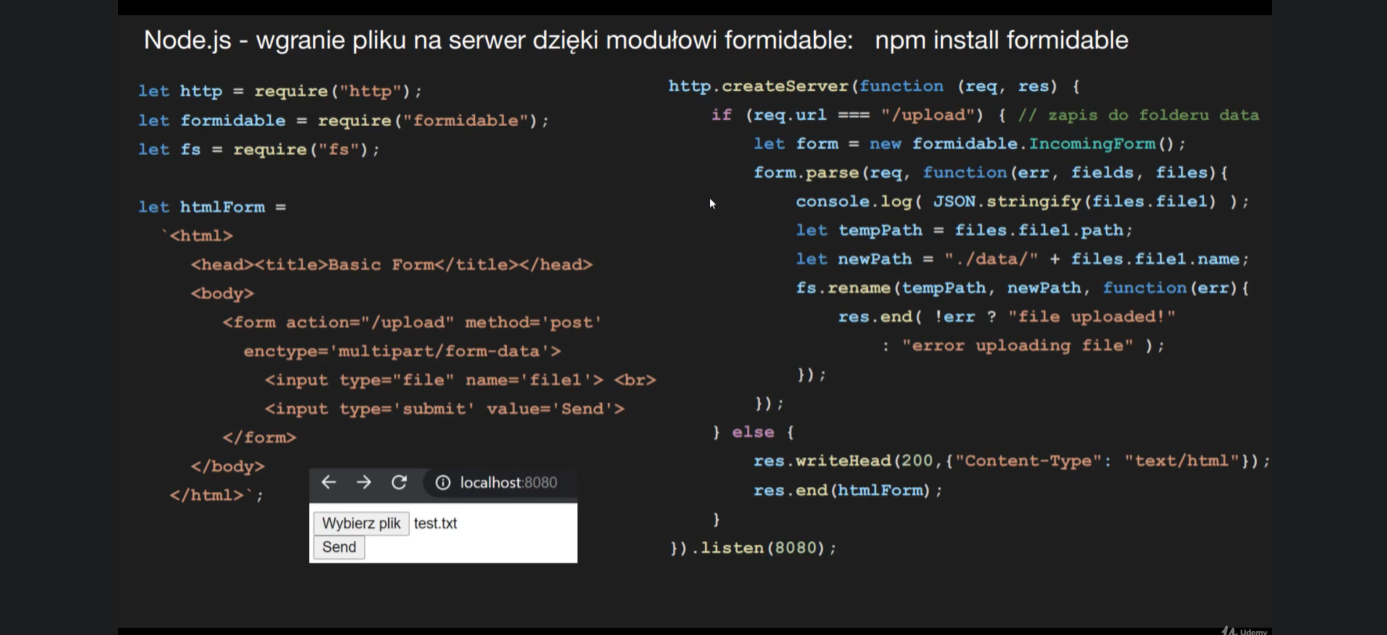 Node.js - wgranie pliku na serwer dzięki modułowi formidable:   npm install formidable
let http = require("http");
let formidable = require("formidable");
let fs = require("fs");
let htmlForm =
`<html>
<head><title>Basic Form</title></head>
<body>
<form action="/upload" method='post'
enctype='multipart/form-data'>
<input type="file" name='file1'> <br>
<input type='submit' value='Send'>
</form>
</body>
</html>`;
localhost:8080
Wybierz plik test.txt
Send
http.createServer(function (req, res) {
if (req.url === "/upload") { // zapis do folderu data
let form = new formidable.IncomingForm();
form.parse(req, function(err, fields, files){
console.log( JSON.stringify(files.file1) );
let tempPath = files.file1.path;
let newPath = "./data/" + files.file1.name;
fs.rename(tempPath, newPath, function(err){
res.end( !err ? "file uploaded!"
: "error uploading file" );
});
});
} else {
res.writeHead(200,{"Content-Type": "text/html"});
res.end(htmlForm);
}
}).listen(8080);
Udemy